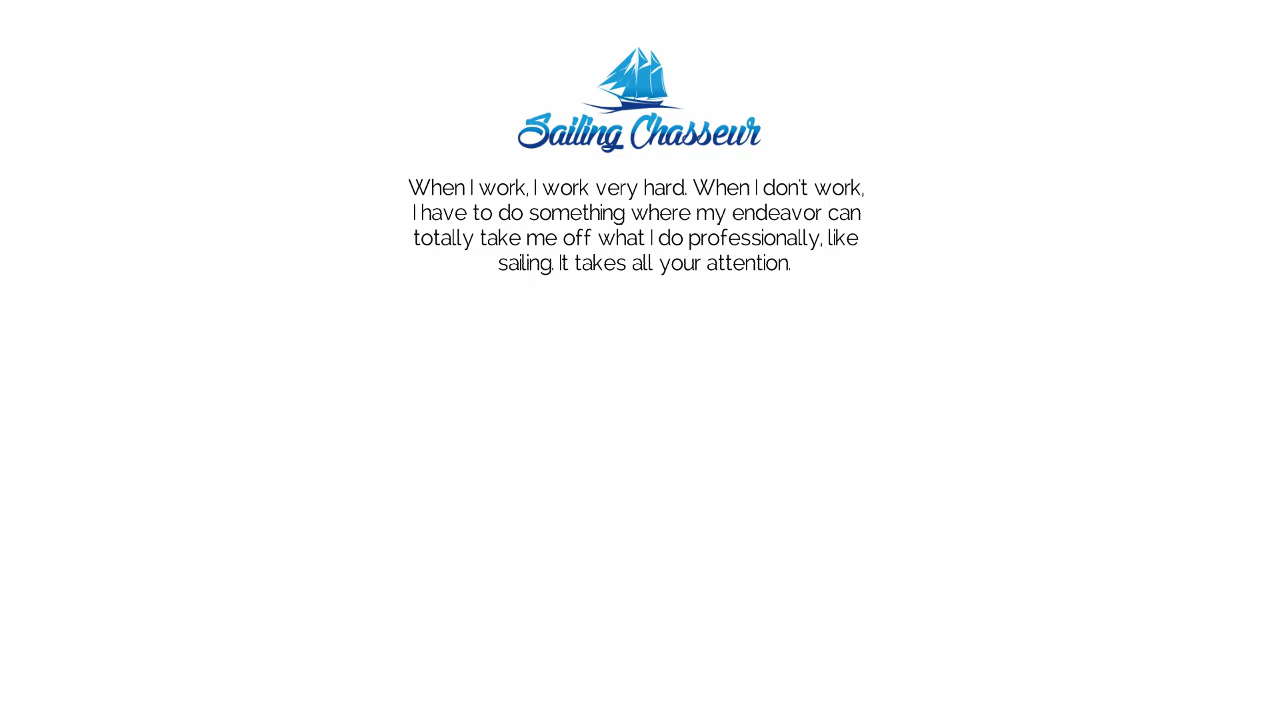 Sailing Chasseur
When I work, I work very hard. When I don't work,
I have to do something where my endeavor can
totally take me off what I do professionally, like
sailing. It takes all your attention.